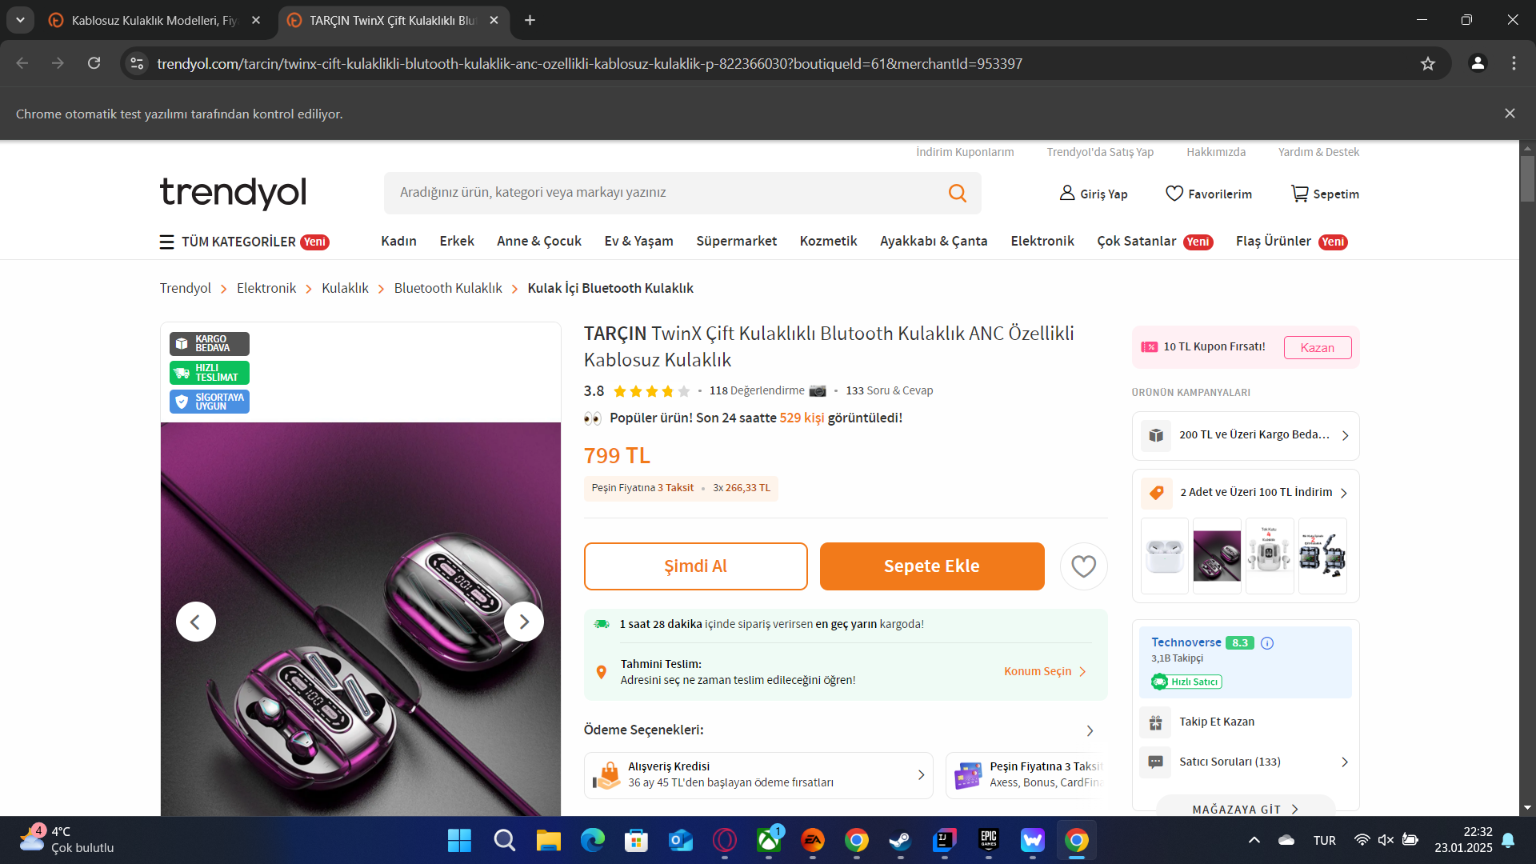 Kablosuz Kulaklık Modelleri, Fiy
TARÇIN TwinX Çift Kulaklıklı Blut
trendyol.com/tarcin/twinx-cift-kulaklikli-blutooth-kulaklik-anc-ozellikli-kablosuz-kulaklik-p-822366030?boutiqueId=61&merchantId=953397
Chrome otomatik test yazılımı tarafından kontrol ediliyor.
İndirim Kuponlarım
Trendyol'da Satış Yap
Hakkımızda
Yardım & Destek
trendyol
Aradığınız ürün, kategori veya markayı yazınız
Giriş Yap
Favorilerim
Sepetim
TÜM KATEGORİLER Yeni
Kadın
Erkek
Anne & Çocuk
Ev & Yaşam
Süpermarket
Kozmetik
Ayakkabı & Çanta
Elektronik
Çok Satanlar Yeni
Flaş Ürünler Yeni
Trendyol
Elektronik
Kulaklık
Bluetooth Kulaklık
Kulak İçi Bluetooth Kulaklık
KARGO
BEDAVA
HIZLI
TESLİMAT
SİGORTAYA
UYGUN
100
100
TARÇIN TwinX Çift Kulaklıklı Blutooth Kulaklık ANC Özellikli
Kablosuz Kulaklık
3.8
118 Değerlendirme
133 Soru & Cevap
Popüler ürün! Son 24 saatte 529 kişi görüntüledi!
799 TL
Peşin Fiyatına 3 Taksit • 3x 266,33 TL
Şimdi Al
Sepete Ekle
1 saat 28 dakika içinde sipariş verirsen en geç yarın kargoda!
Tahmini Teslim:
Adresini seç ne zaman teslim edileceğini öğren!
Konum Seçin
Ödeme Seçenekleri:
Alışveriş Kredisi
36 ay 45 TL'den başlayan ödeme fırsatları
Peşin Fiyatına 3 Taksit
Axess, Bonus, CardFina
10 TL Kupon Fırsatı!
Kazan
ÜRÜNÜN KAMPANYALARI
200 TL ve Üzeri Kargo Beda...
2 Adet ve Üzeri 100 TL İndirim
Technoverse 8.3
3,1B Takipçi
Hızlı Satıcı
Takip Et Kazan
Satıcı Soruları (133)
MAĞAZAYA GİT
4
4°C
Çok bulutlu
1
EA
IJ
EPIC
GAMES
TUR
22:32
23.01.2025